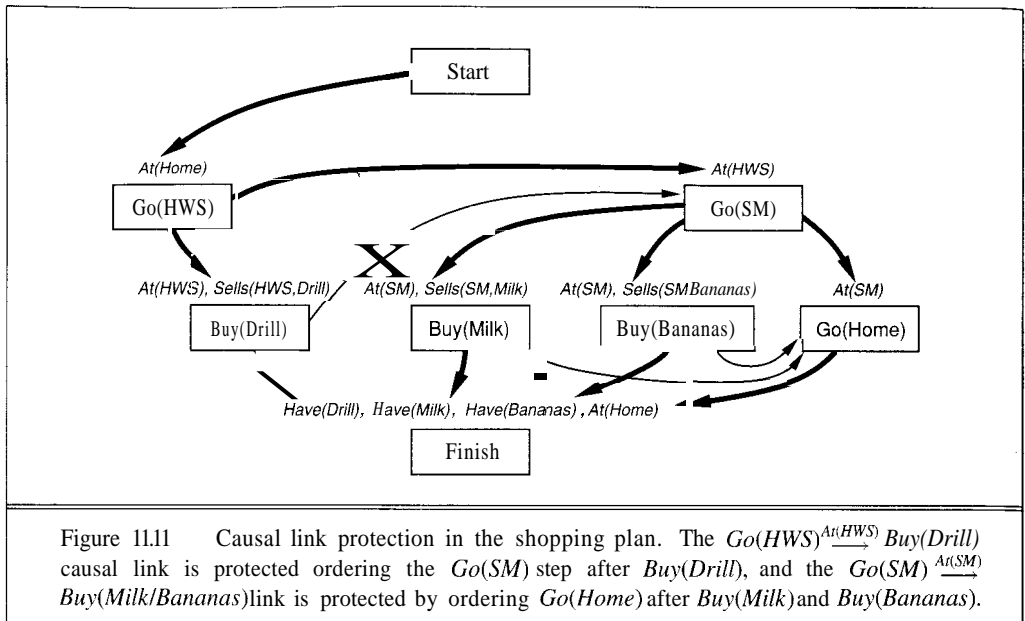 Start
At(Home)
At(HWS)
Go(HWS)
Go(SM)
At(HWS), Sells(HWS,Drill)
At(SM), Sells(SM,Milk)
At(SM), Sells(SMBananas)
At(SM)
Buy(Drill)
Buy(Milk)
Buy(Bananas)
Go(Home)
Have(Drill), Have(Milk), Have(Bananas) , At(Home)
Finish
Figure 11.11 Causal link protection in the shopping plan. The Go(HWS) At(HWS)⟶ Buy(Drill)
causal link is protected ordering the Go(SM) step after Buy(Drill), and the Go(SM) At(SM)⟶
Buy(Milk/Bananas)link is protected by ordering Go(Home) after Buy(Milk) and Buy(Bananas).